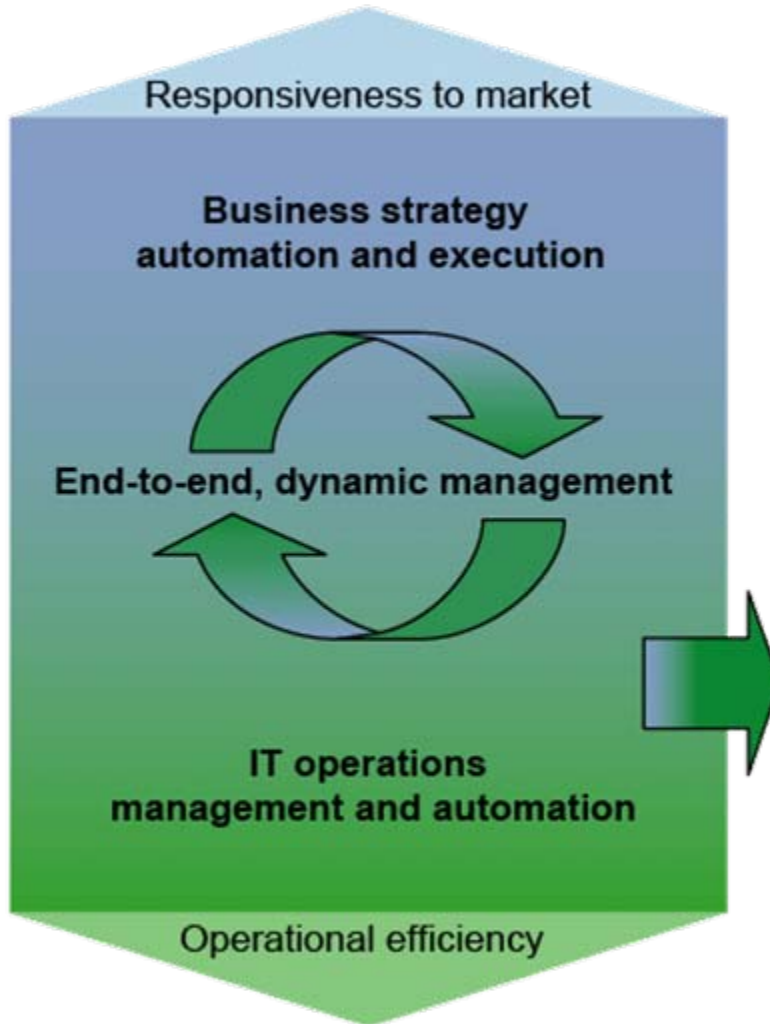 Responsiveness to market
Business strategy
automation and execution
End-to-end, dynamic management
IT operations
management and automation
Operational efficiency